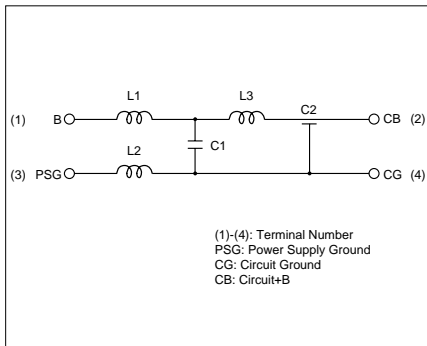 L1
L3
C2
(1) B
CB (2)
C1
L2
(3) PSG
CG (4)
(1)-(4): Terminal Number
PSG: Power Supply Ground
CG: Circuit Ground
CB: Circuit+B